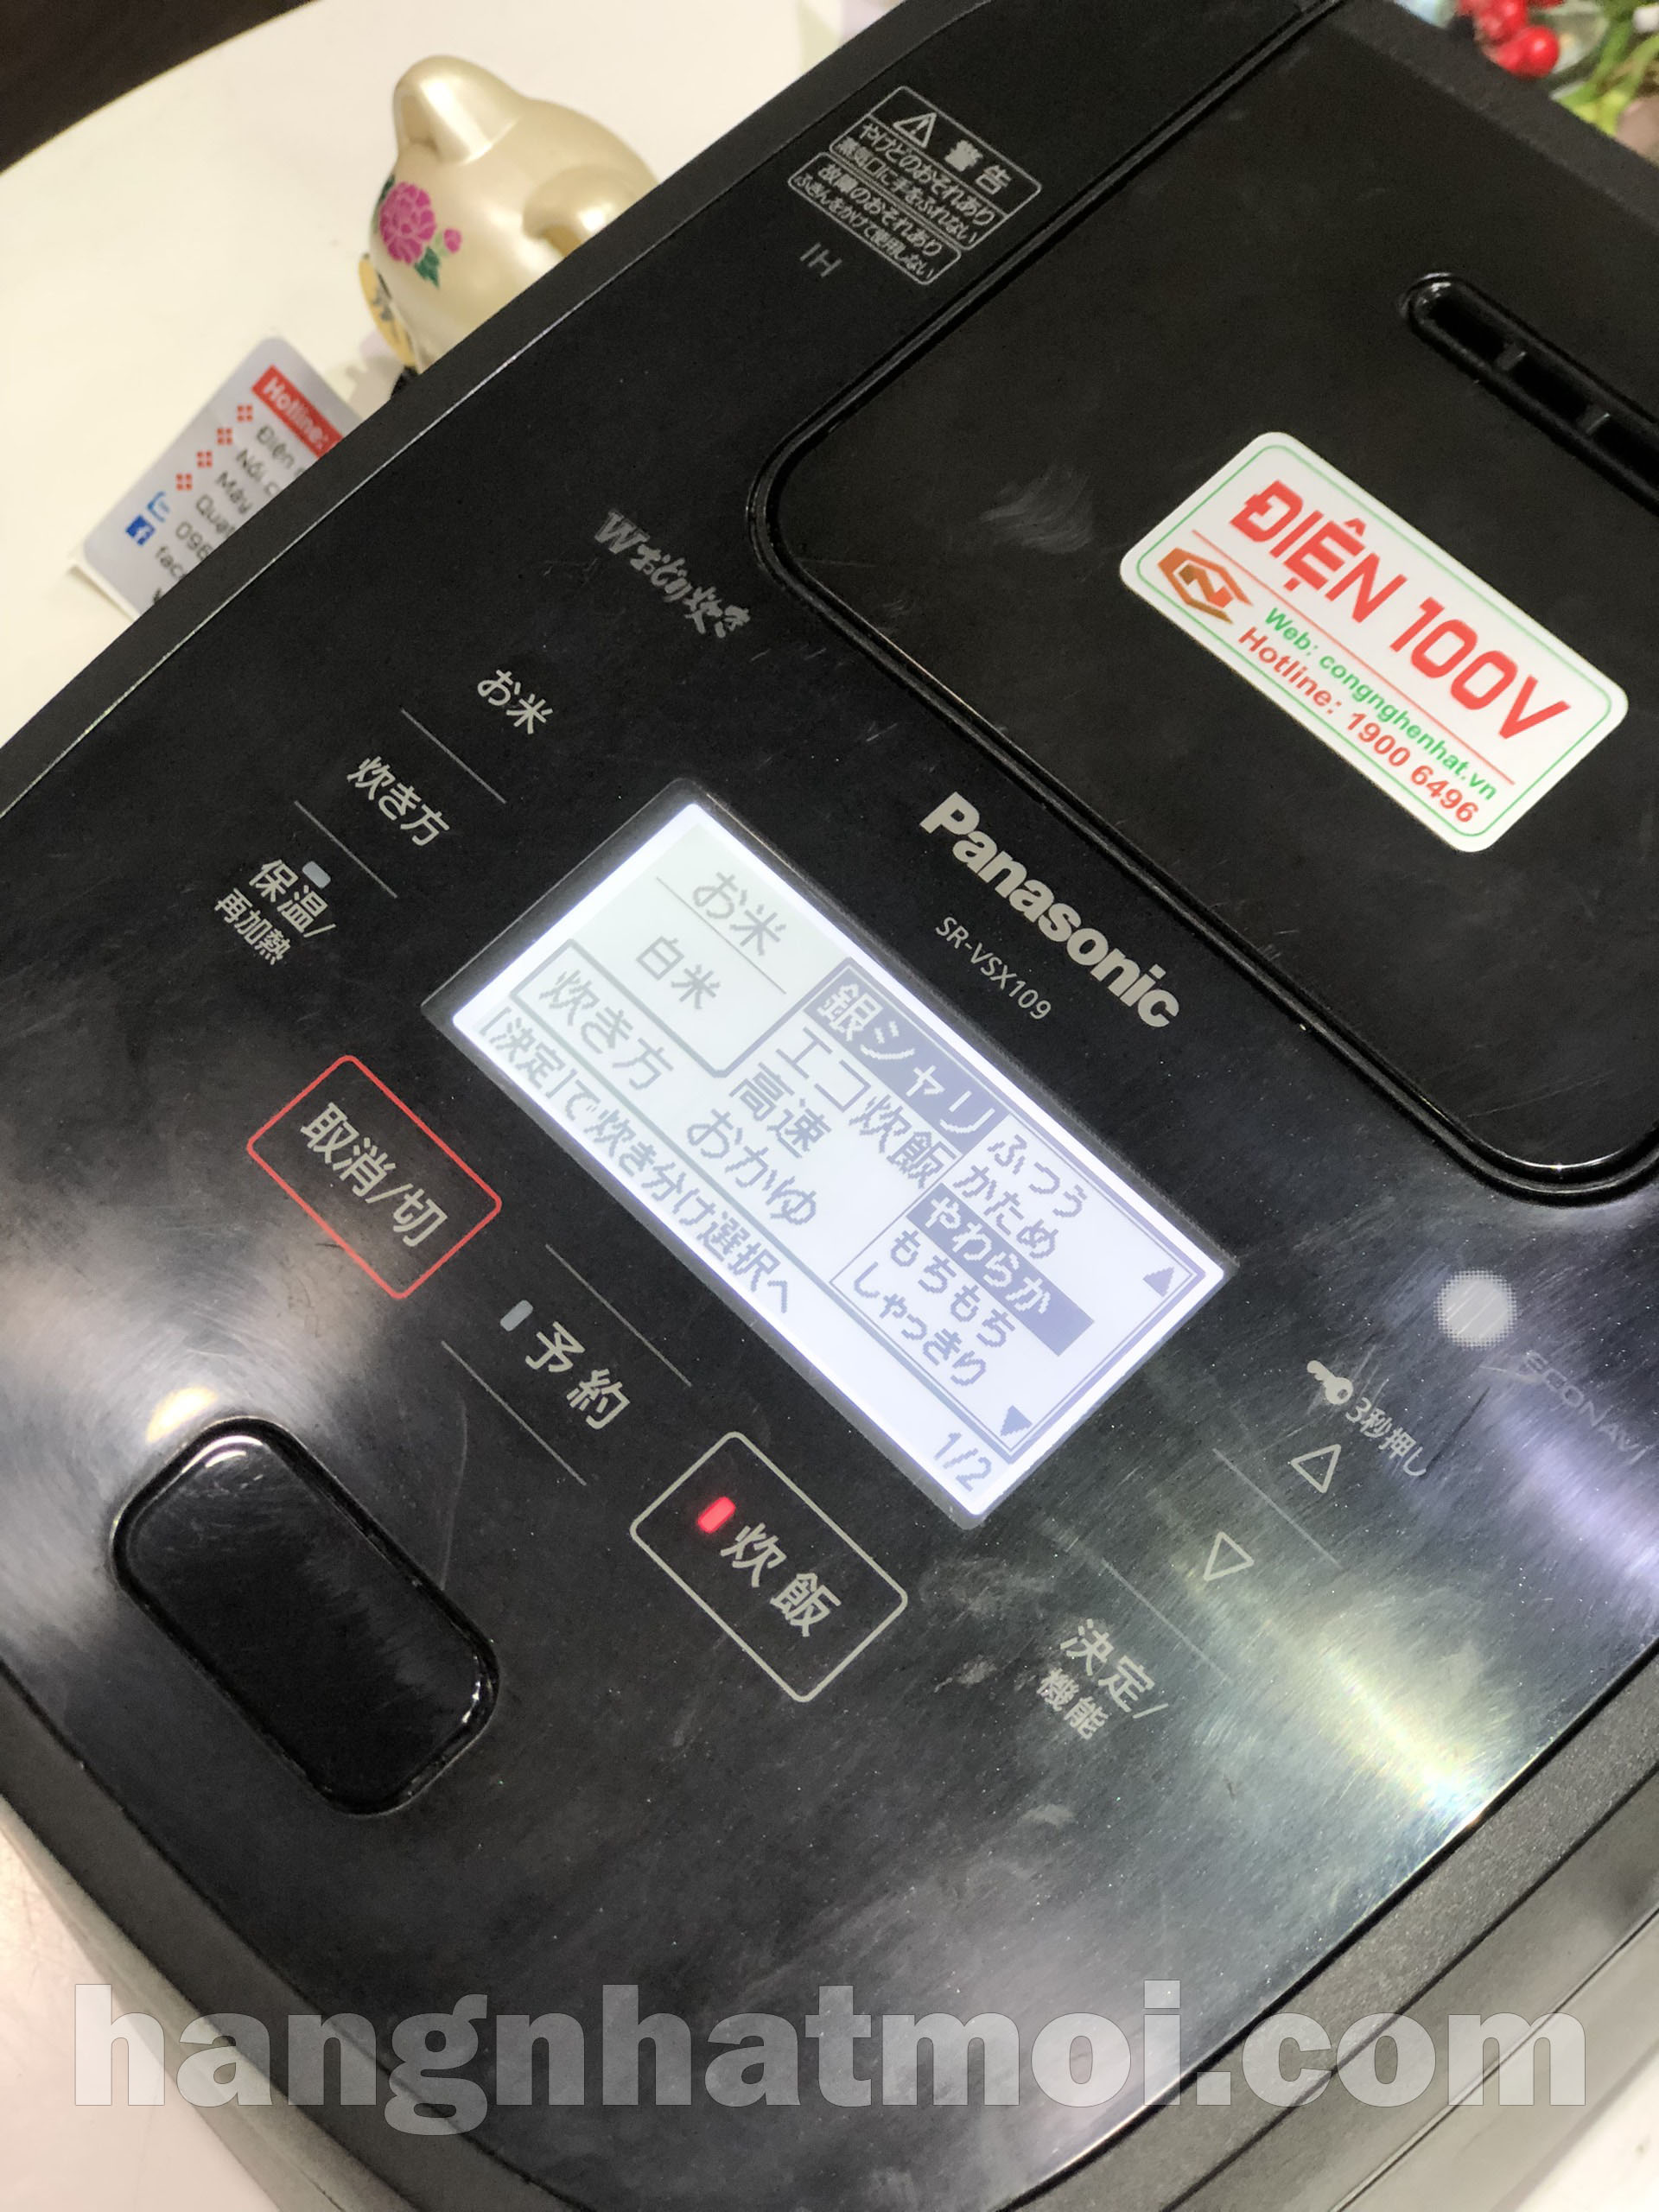 ⚠警告
やけどのおそれあり
蒸気口に手をふれない
故障のおそれあり
ふきんをかけて使用しない
IH
Hotline:
Điện
Nồi c
Máy
Quạt
096
face
Wおどり炊き
ĐIỆN 100V
Web: congnghenhat.vn
Hotline: 1900 6496
Panasonic
SR-VSX109
お米
炊き方
保温/
再加熱
お米
白米
炊き方
銀シャリ
エコ炊飯
高速
おかゆ
ふつう
かため
やわらか
もちもち
しゃっきり
▲
▼
【決定】で炊き分け選択へ
1/2
取消/切
予約
炊飯
ECONAVI
3秒押し
△
▽
決定/
機能
hangnhatmoi.com